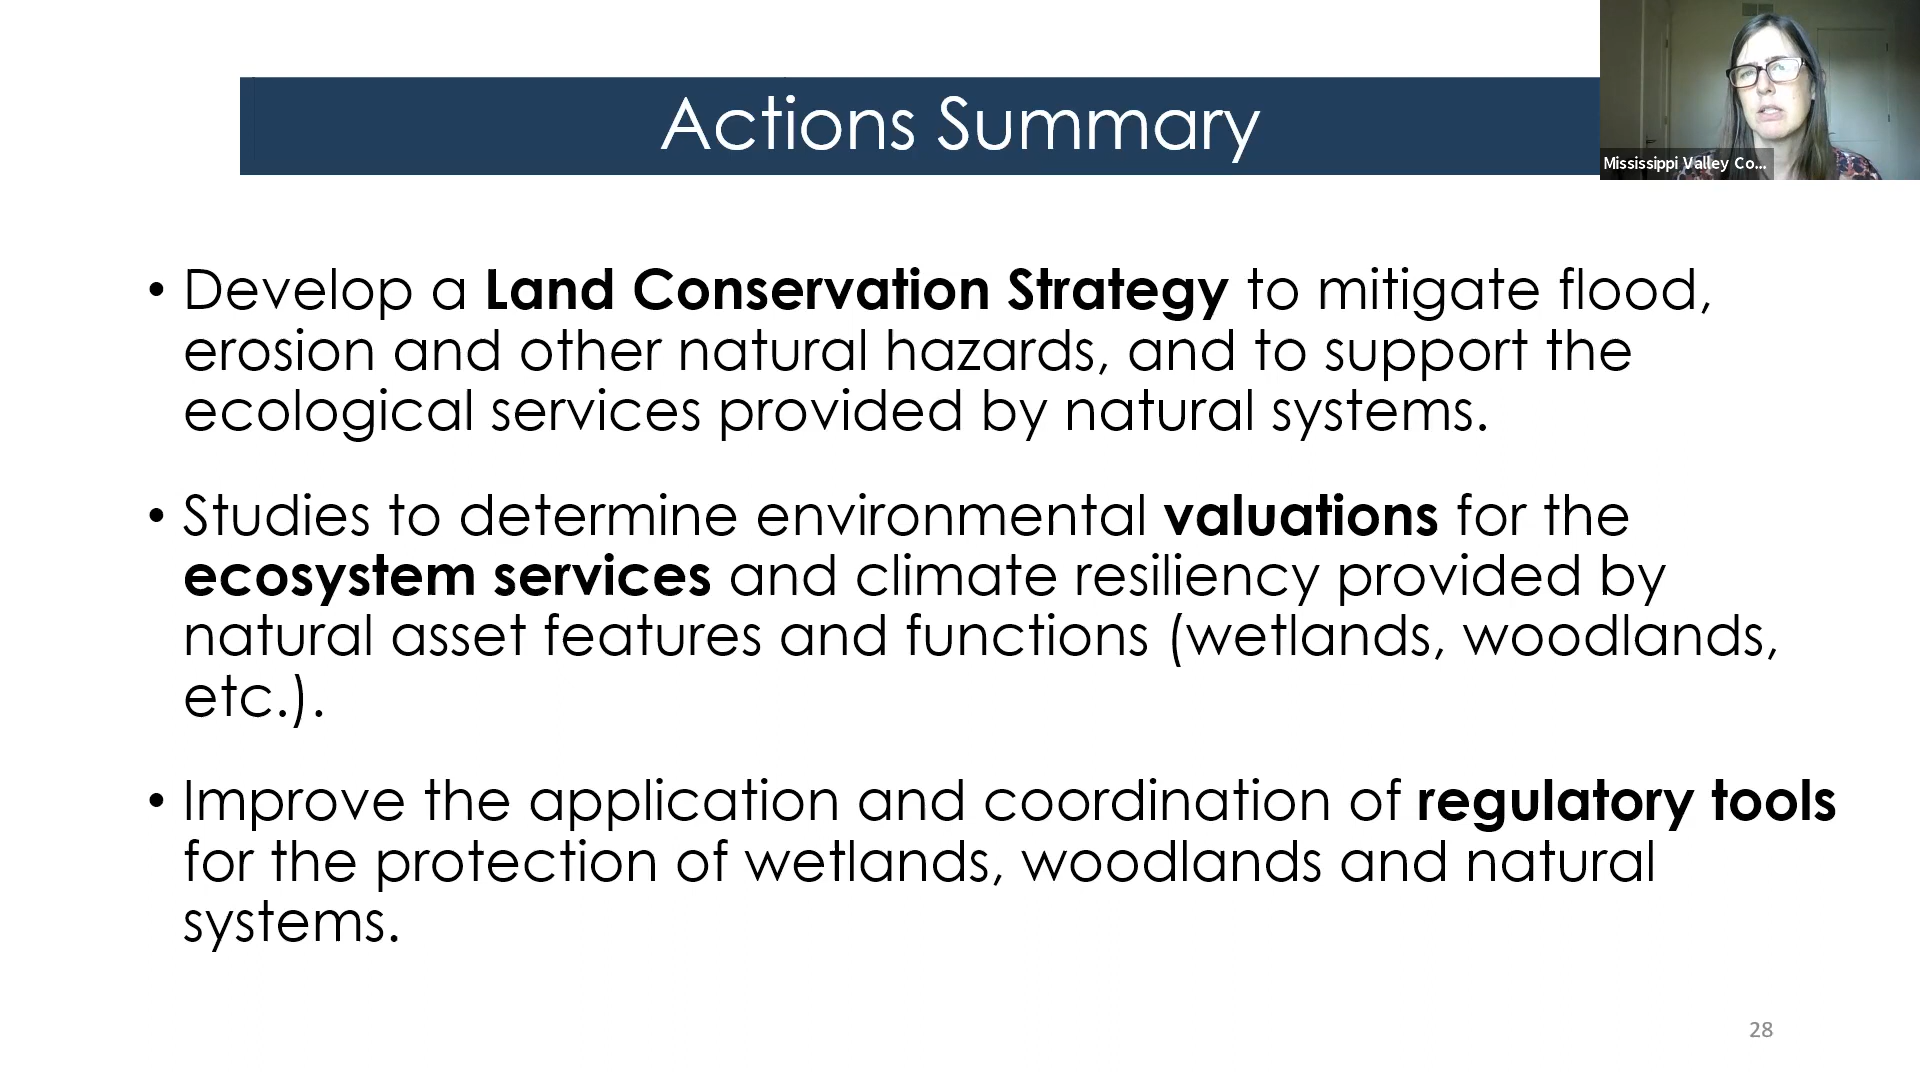 Actions Summary
Mississippi Valley Co...
• Develop a Land Conservation Strategy to mitigate flood,
erosion and other natural hazards, and to support the
ecological services provided by natural systems.
• Studies to determine environmental valuations for the
ecosystem services and climate resiliency provided by
natural asset features and functions (wetlands, woodlands,
etc.).
• Improve the application and coordination of regulatory tools
for the protection of wetlands, woodlands and natural
systems.
28